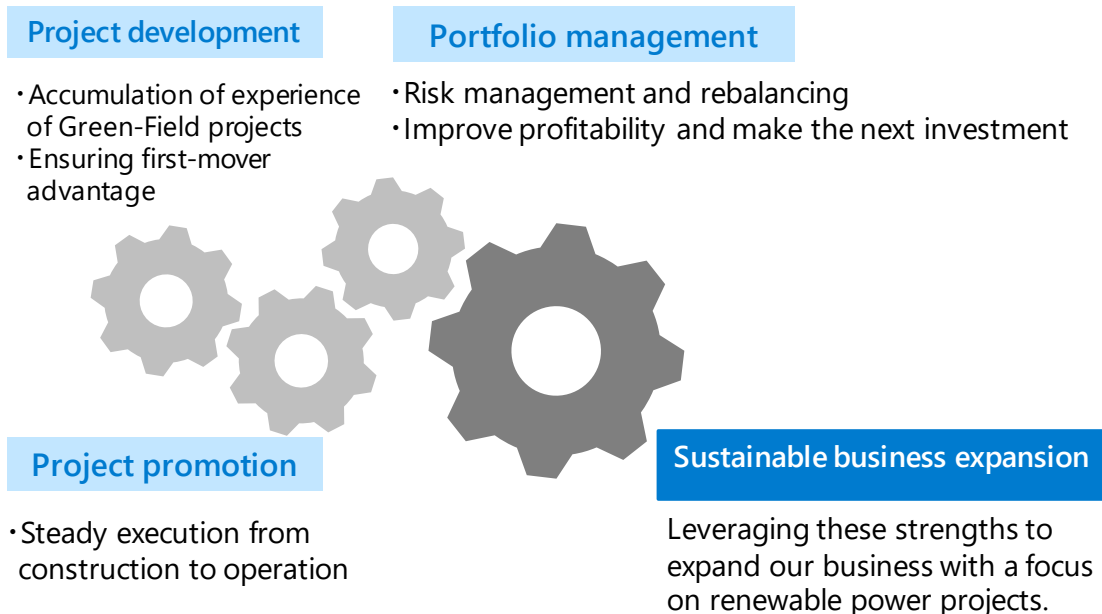 Project development
・Accumulation of experience
of Green-Field projects
・Ensuring first-mover
advantage
Portfolio management
・Risk management and rebalancing
・Improve profitability and make the next investment
Project promotion
・Steady execution from
construction to operation
Sustainable business expansion
Leveraging these strengths to
expand our business with a focus
on renewable power projects.